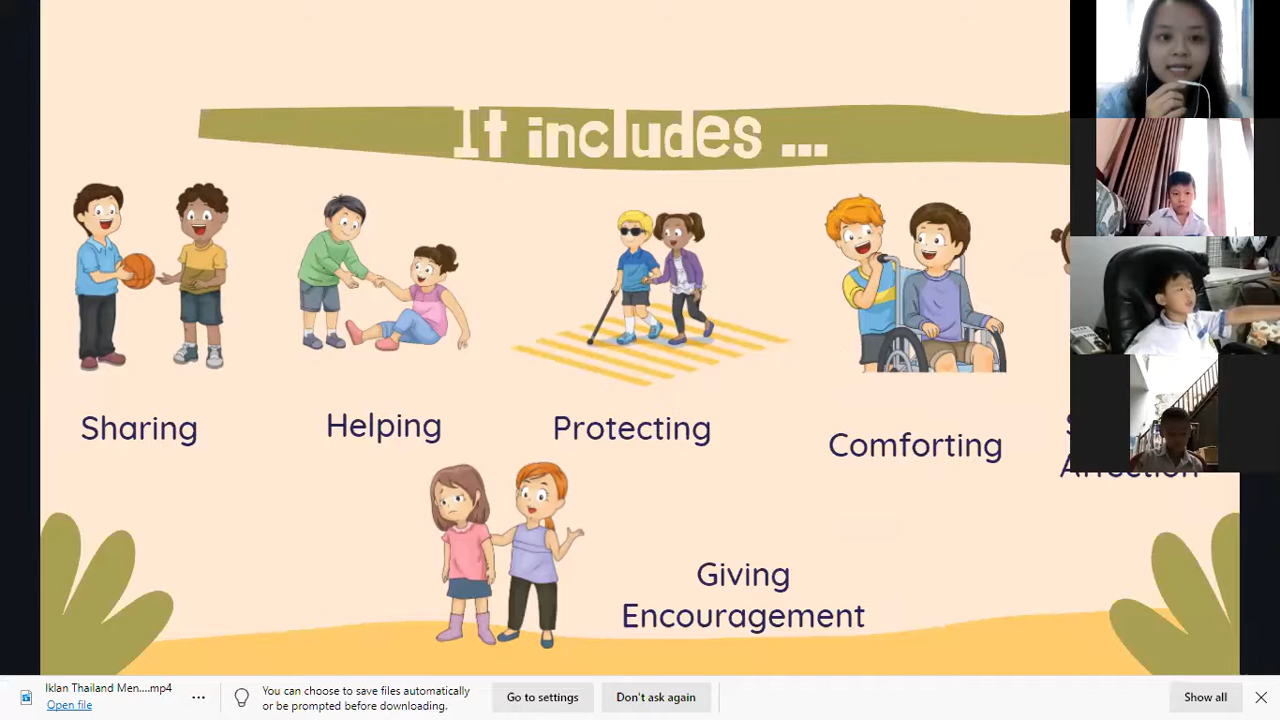 It includes ...
Sharing
Helping
Protecting
Comforting
Giving
Encouragement
Iklan Thailand Men....mp4
Open file
You can choose to save files automatically
or be prompted before downloading.
Go to settings
Don't ask again
Show all